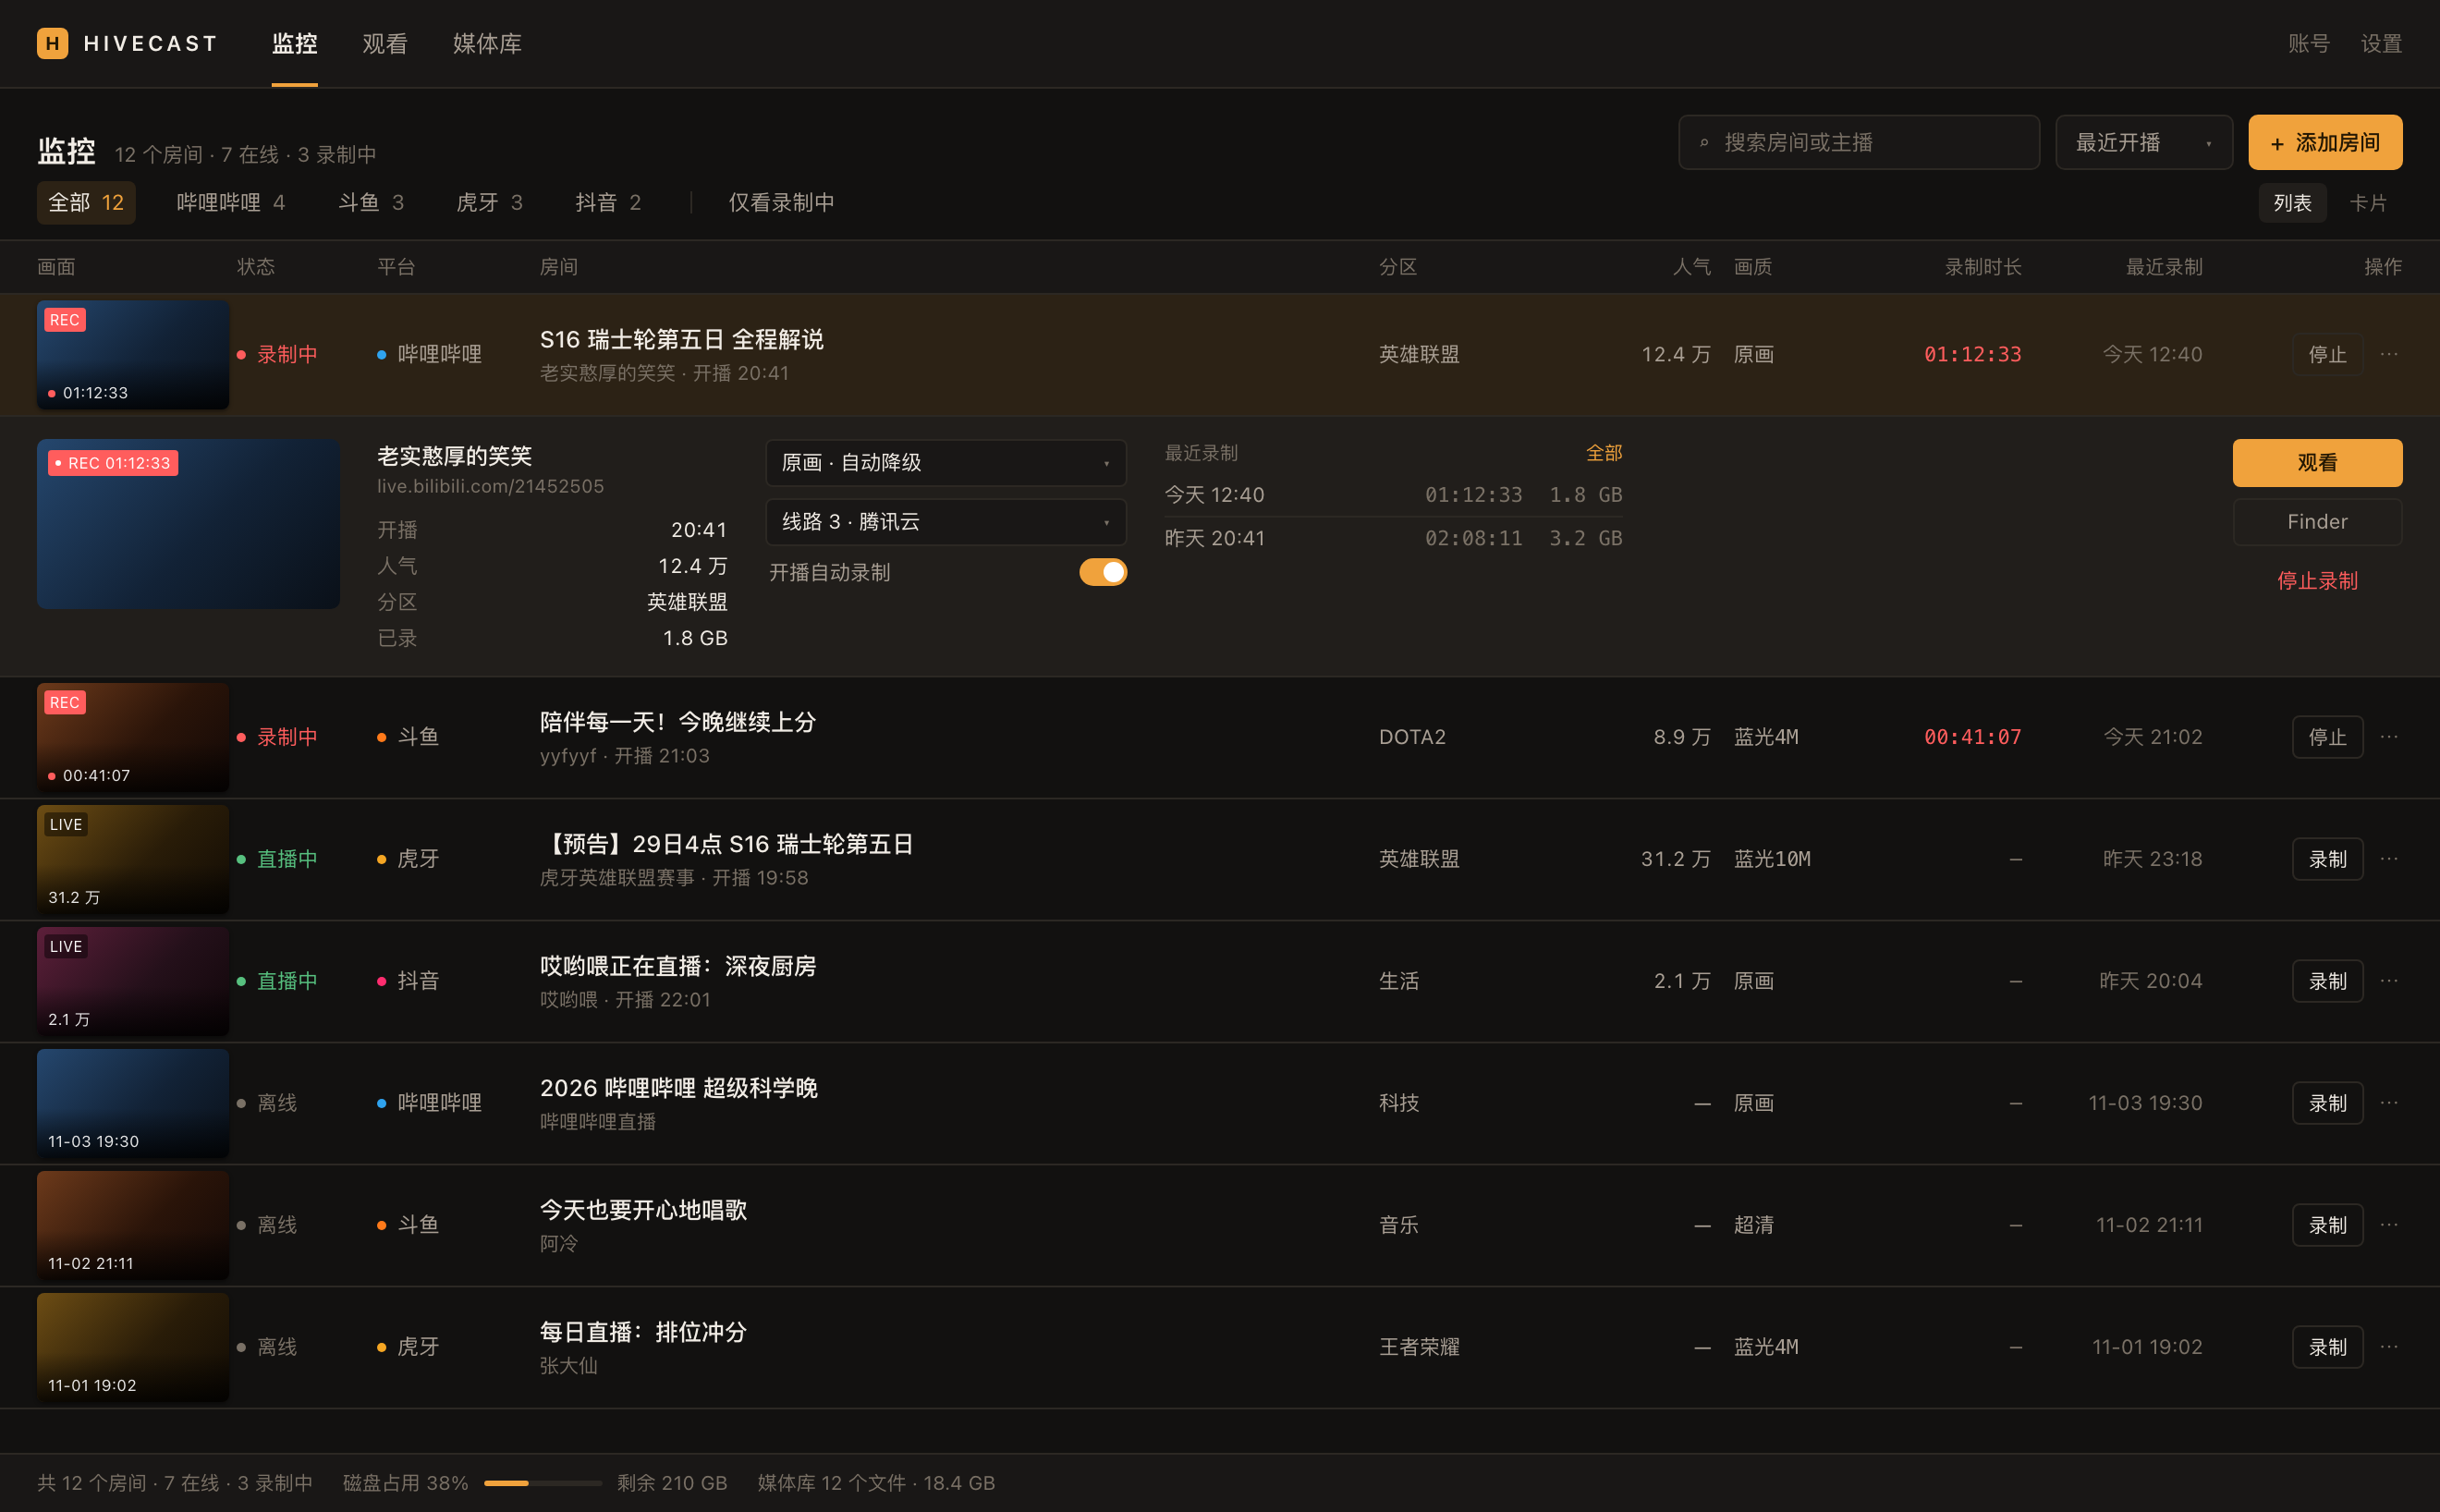 H HIVECAST 监控 观看 媒体库 账号 设置
监控 12 个房间 · 7 在线 · 3 录制中 搜索房间或主播 最近开播 + 添加房间
全部 12 哔哩哔哩 4 斗鱼 3 虎牙 3 抖音 2 仅看录制中 列表 卡片
画面 状态 平台 房间 分区 人气 画质 录制时长 最近录制 操作
REC
01:12:33
录制中 哔哩哔哩
S16 瑞士轮第五日 全程解说
老实憨厚的笑笑 · 开播 20:41
英雄联盟 12.4 万 原画 01:12:33 今天 12:40 停止 ···
REC 01:12:33
老实憨厚的笑笑
live.bilibili.com/21452505
开播 20:41
人气 12.4 万
分区 英雄联盟
已录 1.8 GB
原画 · 自动降级
线路 3 · 腾讯云
开播自动录制
最近录制 全部
今天 12:40 01:12:33 1.8 GB
昨天 20:41 02:08:11 3.2 GB
观看
Finder
停止录制
REC
00:41:07
录制中 斗鱼
陪伴每一天！今晚继续上分
yyfyyf · 开播 21:03
DOTA2 8.9 万 蓝光4M 00:41:07 今天 21:02 停止 ···
LIVE
31.2 万
直播中 虎牙
【预告】29日4点 S16 瑞士轮第五日
虎牙英雄联盟赛事 · 开播 19:58
英雄联盟 31.2 万 蓝光10M — 昨天 23:18 录制 ···
LIVE
2.1 万
直播中 抖音
哎哟喂正在直播：深夜厨房
哎哟喂 · 开播 22:01
生活 2.1 万 原画 — 昨天 20:04 录制 ···
11-03 19:30
离线 哔哩哔哩
2026 哔哩哔哩 超级科学晚
哔哩哔哩直播
科技 — 原画 — 11-03 19:30 录制 ···
11-02 21:11
离线 斗鱼
今天也要开心地唱歌
阿冷
音乐 — 超清 — 11-02 21:11 录制 ···
11-01 19:02
离线 虎牙
每日直播：排位冲分
张大仙
王者荣耀 — 蓝光4M — 11-01 19:02 录制 ···
共 12 个房间 · 7 在线 · 3 录制中 磁盘占用 38% 剩余 210 GB 媒体库 12 个文件 · 18.4 GB